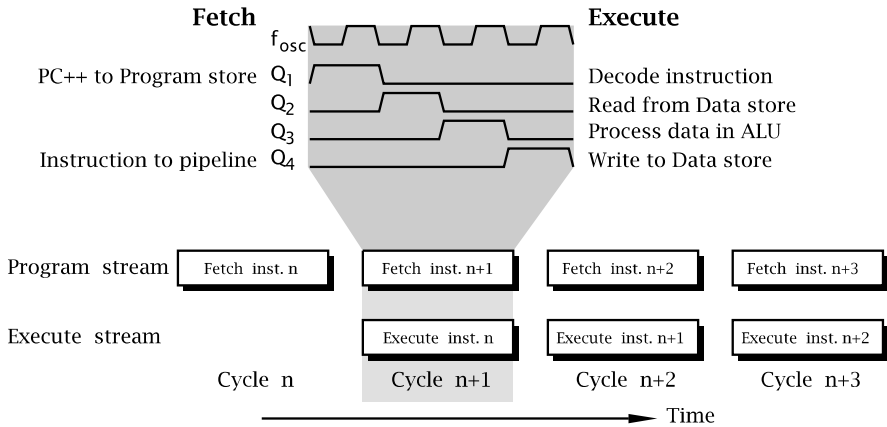 Fetch Execute
fosc
PC++ to Program store Q1 Decode instruction
Q2 Read from Data store
Q3 Process data in ALU
Instruction to pipeline Q4 Write to Data store
Program stream Fetch inst. n Fetch inst. n+1 Fetch inst. n+2 Fetch inst. n+3
Execute stream Execute inst. n Execute inst. n+1 Execute inst. n+2
Cycle n Cycle n+1 Cycle n+2 Cycle n+3
Time